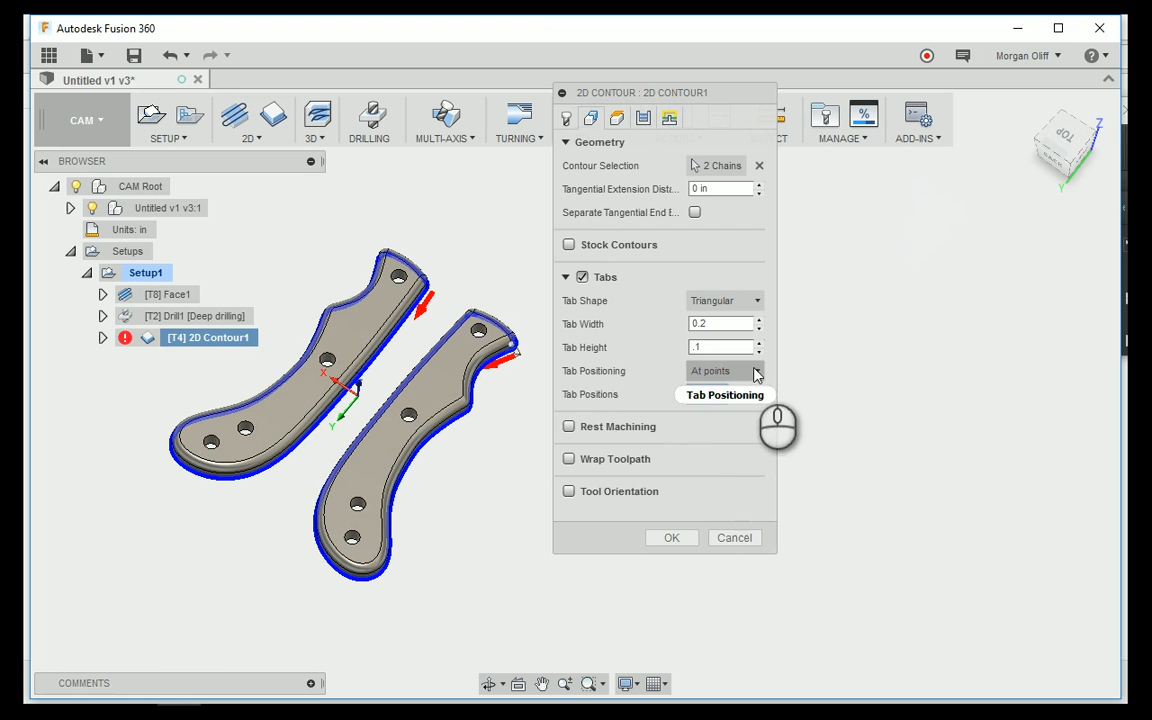 Autodesk Fusion 360
Morgan Oliff
Untitled v1 v3*
CAM
SETUP
2D
3D
DRILLING
MULTI-AXIS
TURNING
MANAGE
ADD-INS
BROWSER
CAM Root
Untitled v1 v3:1
Units: in
Setups
Setup1
[T8] Face1
[T2] Drill1 [Deep drilling]
[T4] 2D Contour1
2D CONTOUR : 2D CONTOUR1
Geometry
Contour Selection 2 Chains
Tangential Extension Dista... 0 in
Separate Tangential End E...
Stock Contours
Tabs
Tab Shape Triangular
Tab Width 0.2
Tab Height .1
Tab Positioning At points
Tab Positions
Tab Positioning
Rest Machining
Wrap Toolpath
Tool Orientation
OK Cancel
TOP
BACK
Z
Y
X
Y
COMMENTS